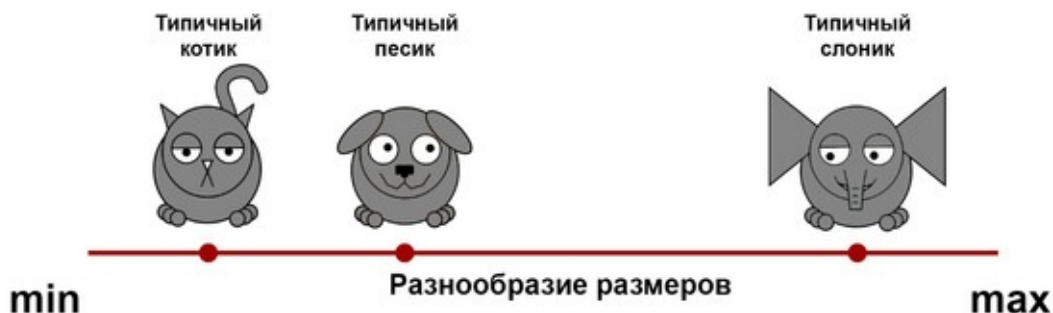 Типичный
котик
Типичный
песик
Типичный
слоник
Разнообразие размеров
min
max